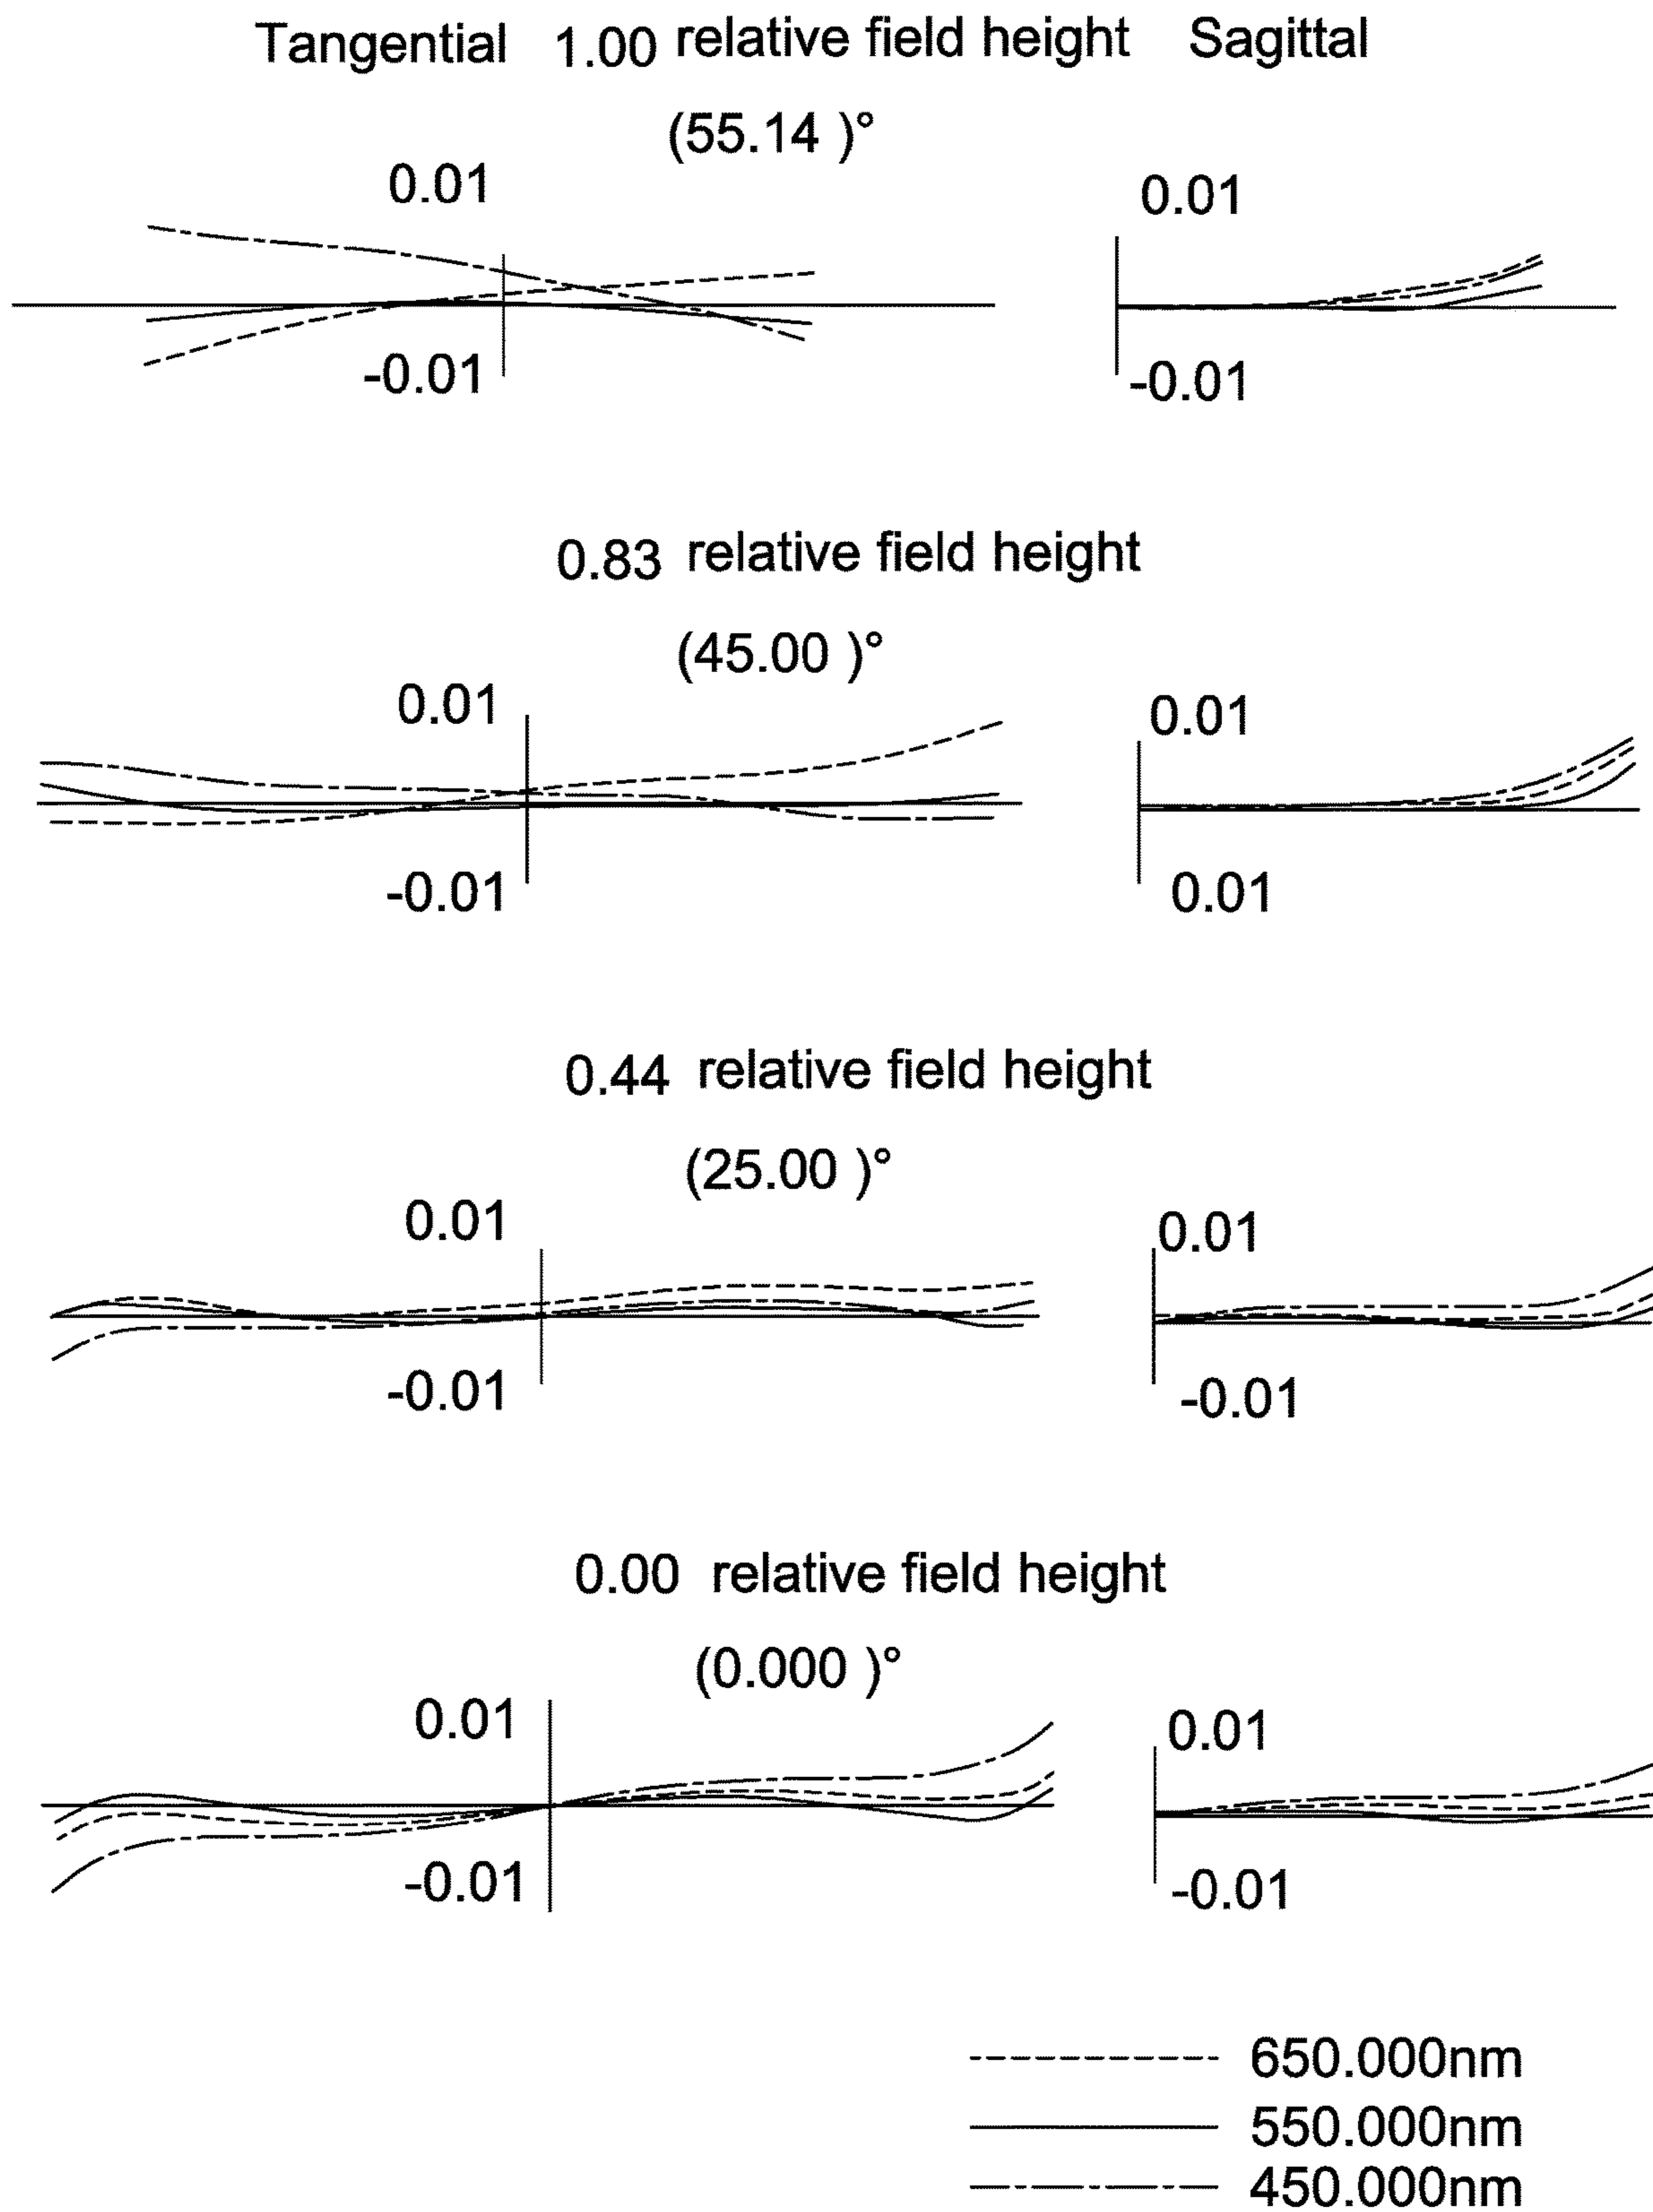 Tangential 1.00 relative field height Sagittal
(55.14 )°
0.01 0.01
-0.01 -0.01
0.83 relative field height
(45.00 )°
0.01 0.01
-0.01 0.01
0.44 relative field height
(25.00 )°
0.01 0.01
-0.01 -0.01
0.00 relative field height
(0.000 )°
0.01 0.01
-0.01 -0.01
650.000nm
550.000nm
450.000nm